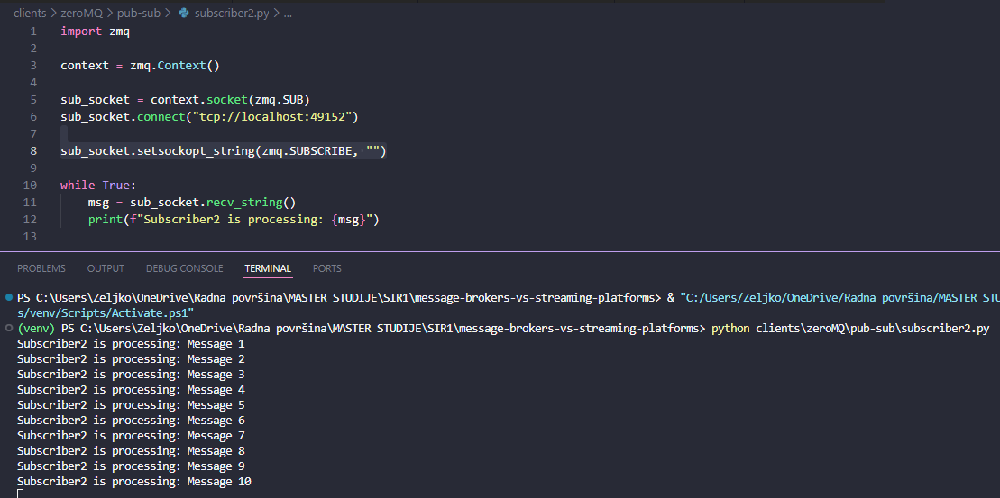 clients > zeroMQ > pub-sub > subscriber2.py > ...
1 import zmq
2
3 context = zmq.Context()
4
5 sub_socket = context.socket(zmq.SUB)
6 sub_socket.connect("tcp://localhost:49152")
7
8 sub_socket.setsockopt_string(zmq.SUBSCRIBE, "")
9
10 while True:
11     msg = sub_socket.recv_string()
12     print(f"Subscriber2 is processing: {msg}")
13
PROBLEMS OUTPUT DEBUG CONSOLE TERMINAL PORTS
PS C:\Users\Zeljko\OneDrive\Radna površina\MASTER STUDIJE\SIR1\message-brokers-vs-streaming-platforms> & "C:/Users/Zeljko/OneDrive/Radna površina/MASTER STU
s/venv/Scripts/Activate.ps1"
(venv) PS C:\Users\Zeljko\OneDrive\Radna površina\MASTER STUDIJE\SIR1\message-brokers-vs-streaming-platforms> python clients\zeroMQ\pub-sub\subscriber2.py
Subscriber2 is processing: Message 1
Subscriber2 is processing: Message 2
Subscriber2 is processing: Message 3
Subscriber2 is processing: Message 4
Subscriber2 is processing: Message 5
Subscriber2 is processing: Message 6
Subscriber2 is processing: Message 7
Subscriber2 is processing: Message 8
Subscriber2 is processing: Message 9
Subscriber2 is processing: Message 10